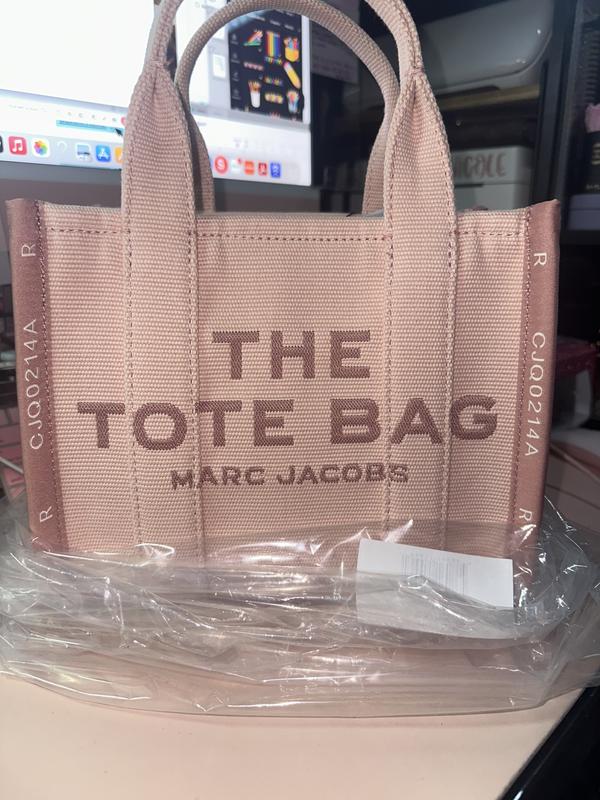 THE
TOTE BAG
MARC JACOBS
R
CJQ0214A
R
R
CJQ0214A
R